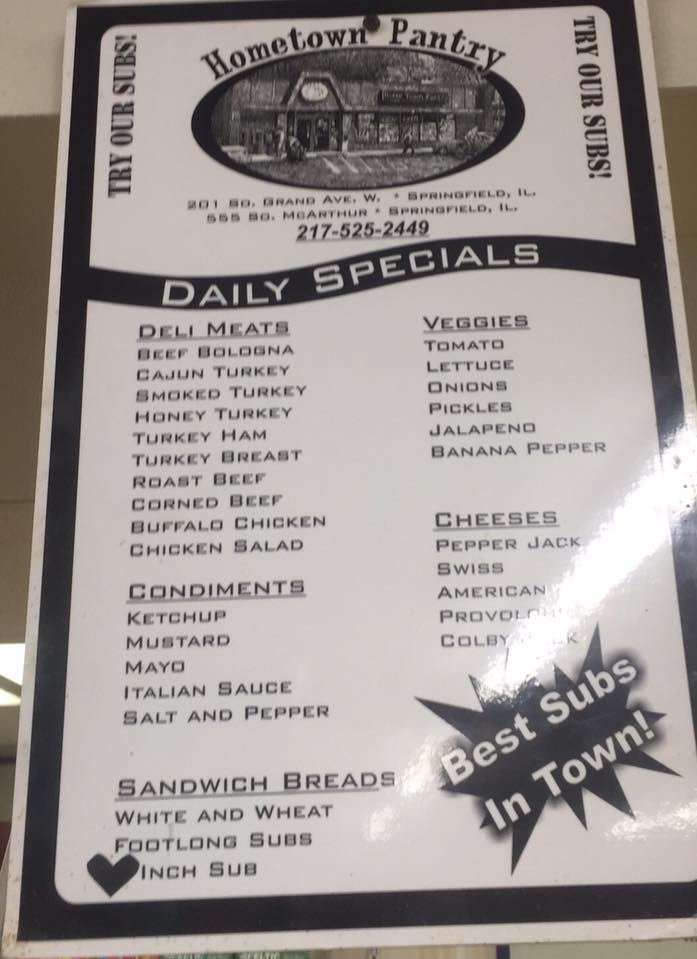 TRY OUR SUBS!
Hometown Pantry
TRY OUR SUBS!
201 So. Grand Ave. W. * Springfield, IL.
555 So. McArthur * Springfield, IL.
217-525-2449
Daily Specials
Deli Meats
Beef Bologna
Cajun Turkey
Smoked Turkey
Honey Turkey
Turkey Ham
Turkey Breast
Roast Beef
Corned Beef
Buffalo Chicken
Chicken Salad
Condiments
Ketchup
Mustard
Mayo
Italian Sauce
Salt and Pepper
Sandwich Breads
White and Wheat
Footlong Subs
Inch Sub
Veggies
Tomato
Lettuce
Onions
Pickles
Jalapeno
Banana Pepper
Cheeses
Pepper Jack
Swiss
American
Provolone
Colby
Best Subs
In Town!